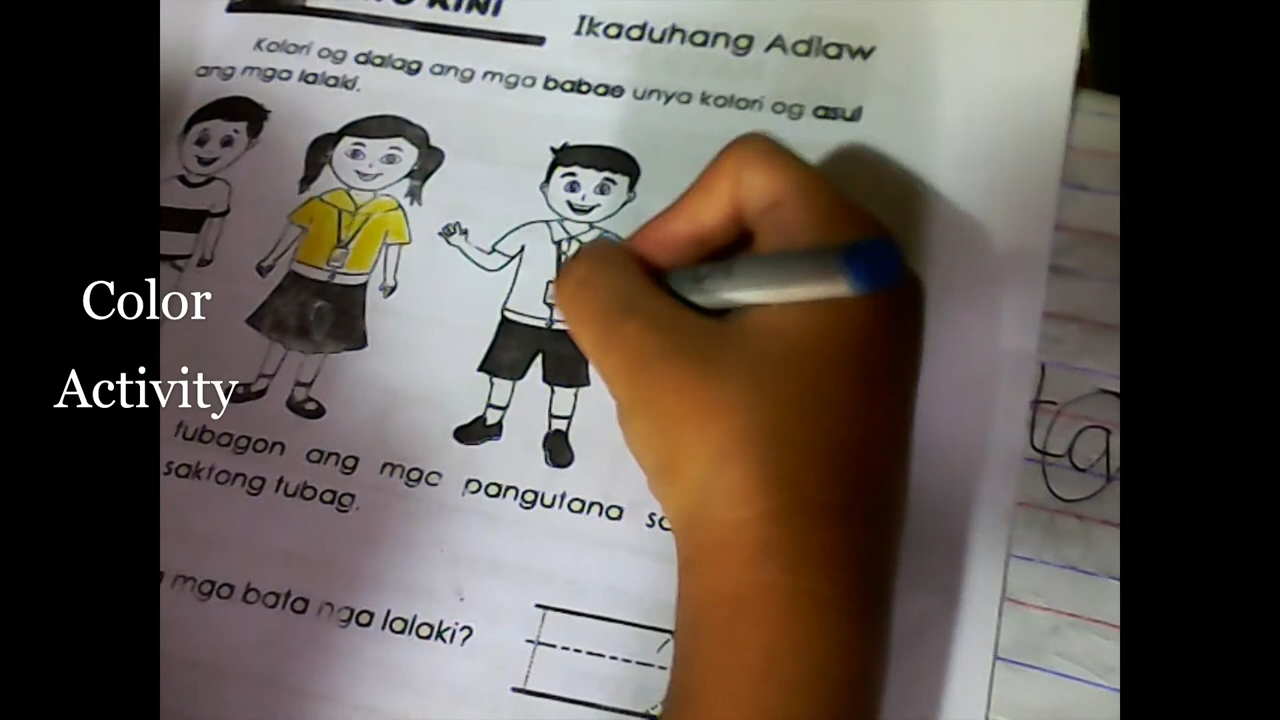 KINI
Ikaduhang Adlaw
Kolori og dalag ang mga babae unya kolori og asul
ang mga lalaki.
Color
Activity
tubagon ang mga pangutana
saktong tubag.
mga bata nga lalaki?